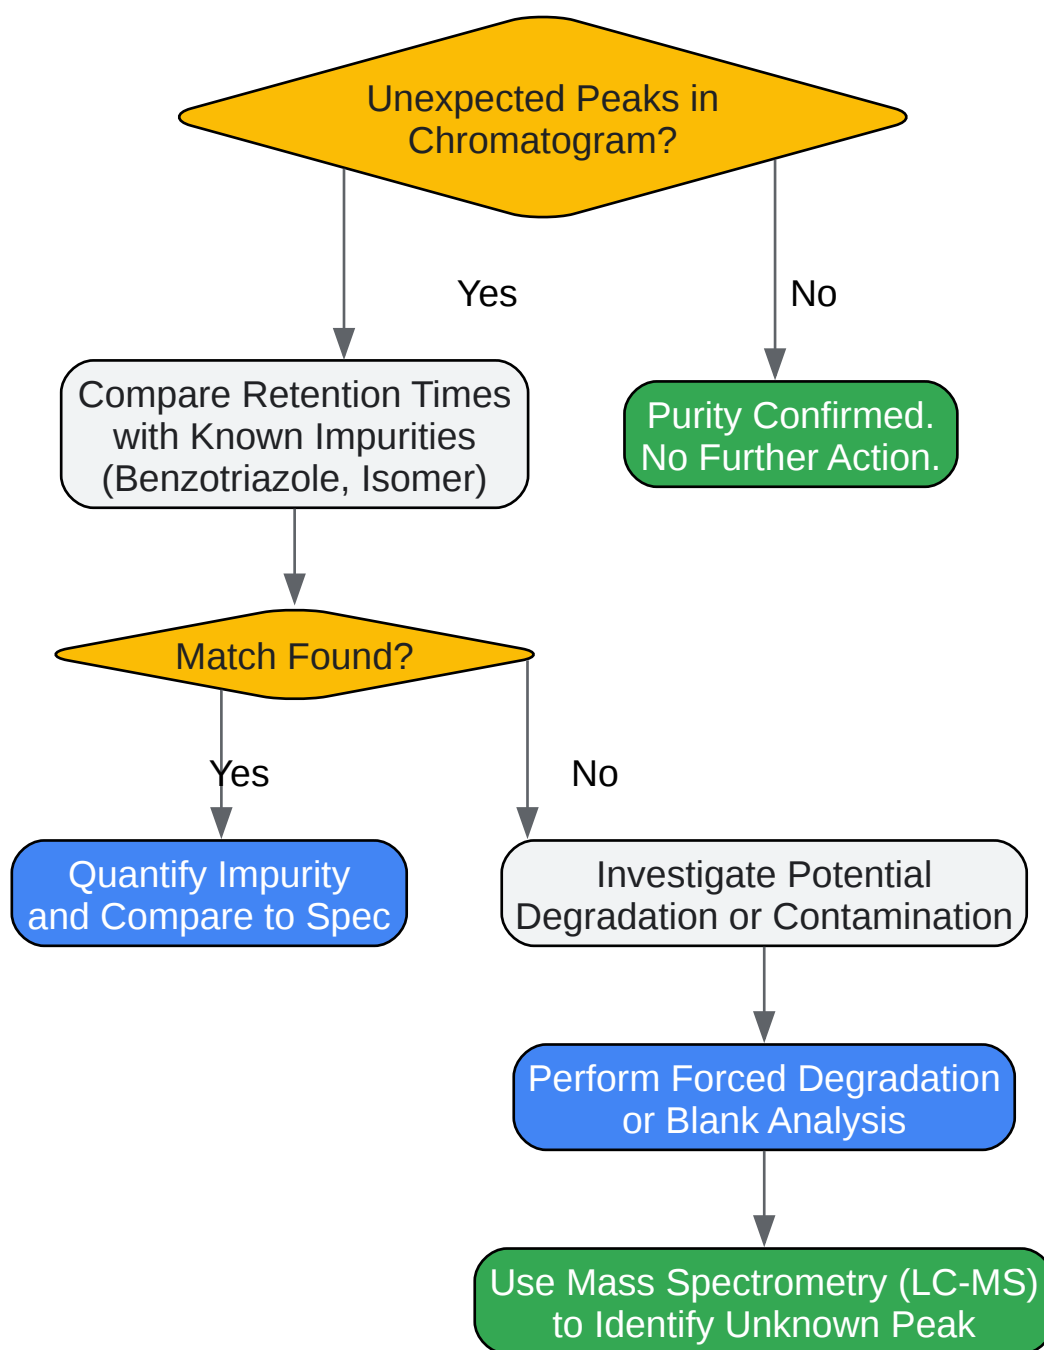 Unexpected Peaks in
Chromatogram?
Yes
No
Compare Retention Times
with Known Impurities
(Benzotriazole, Isomer)
Purity Confirmed.
No Further Action.
Match Found?
Yes
No
Quantify Impurity
and Compare to Spec
Investigate Potential
Degradation or Contamination
Perform Forced Degradation
or Blank Analysis
Use Mass Spectrometry (LC-MS)
to Identify Unknown Peak